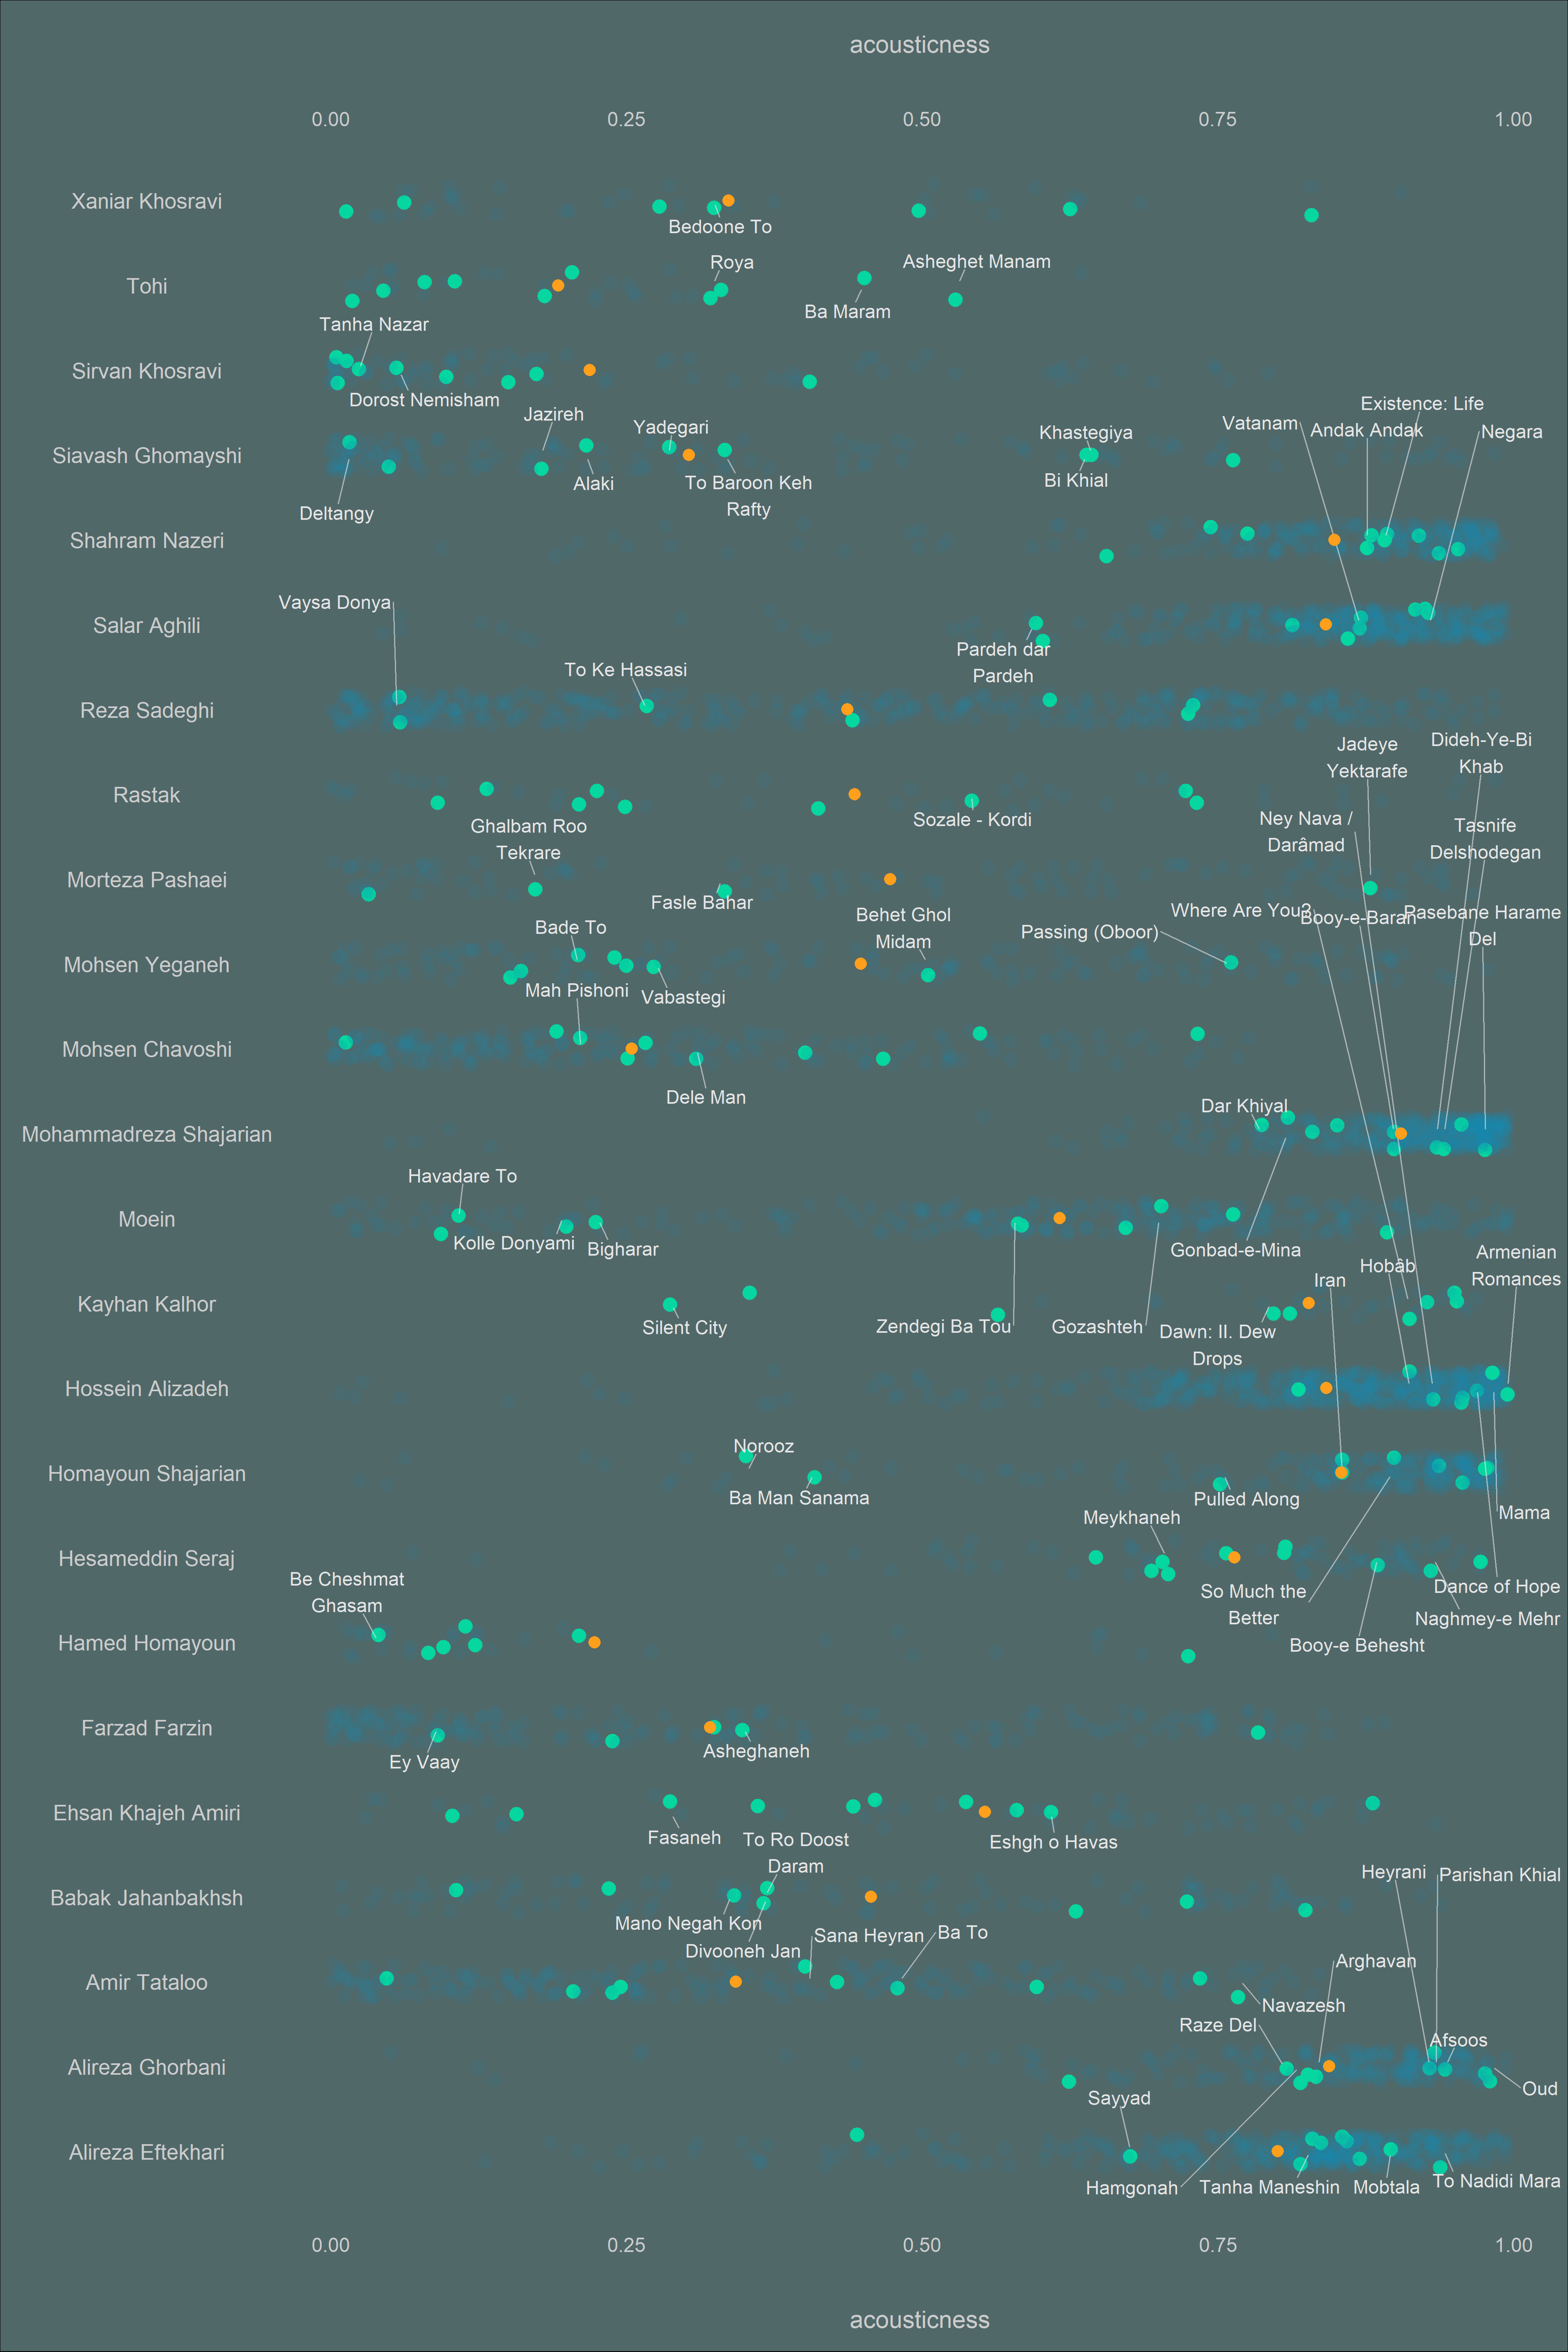 acousticness
0.00 0.25 0.50 0.75 1.00
Xaniar Khosravi
Bedoone To
Roya
Asheghet Manam
Tohi
Ba Maram
Tanha Nazar
Sirvan Khosravi
Dorost Nemisham
Existence: Life
Jazireh
Vatanam
Andak Andak
Negara
Yadegari
Khastegiya
Siavash Ghomayshi
Alaki
To Baroon Keh
Rafty
Bi Khial
Deltangy
Shahram Nazeri
Vaysa Donya
Salar Aghili
Pardeh dar
Pardeh
To Ke Hassasi
Reza Sadeghi
Jadeye
Yektarafe
Dideh-Ye-Bi
Khab
Rastak
Sozale - Kordi
Ney Nava /
Darâmad
Ghalbam Roo
Tekrare
Tasnife
Delshodegan
Morteza Pashaei
Fasle Bahar
Behet Ghol
Midam
Where Are You?
Booy-e-Baran
Pasebane Harame
Del
Bade To
Passing (Oboor)
Mohsen Yeganeh
Mah Pishoni
Vabastegi
Mohsen Chavoshi
Dele Man
Dar Khiyal
Mohammadreza Shajarian
Havadare To
Moein
Kolle Donyami
Bigharar
Gonbad-e-Mina
Armenian
Romances
Hobâb
Iran
Kayhan Kalhor
Silent City
Zendegi Ba Tou
Gozashteh
Dawn: II. Dew
Drops
Hossein Alizadeh
Norooz
Homayoun Shajarian
Ba Man Sanama
Pulled Along
Mama
Meykhaneh
Hesameddin Seraj
Be Cheshmat
Ghasam
So Much the
Better
Dance of Hope
Naghmey-e Mehr
Hamed Homayoun
Booy-e Behesht
Farzad Farzin
Ey Vaay
Asheghaneh
Ehsan Khajeh Amiri
Fasaneh
To Ro Doost
Daram
Eshgh o Havas
Heyrani
Parishan Khial
Babak Jahanbakhsh
Mano Negah Kon
Divooneh Jan
Sana Heyran
Ba To
Arghavan
Amir Tataloo
Navazesh
Raze Del
Afsoos
Alireza Ghorbani
Oud
Sayyad
Alireza Eftekhari
Hamgonah
Tanha Maneshin
Mobtala
To Nadidi Mara
0.00 0.25 0.50 0.75 1.00
acousticness